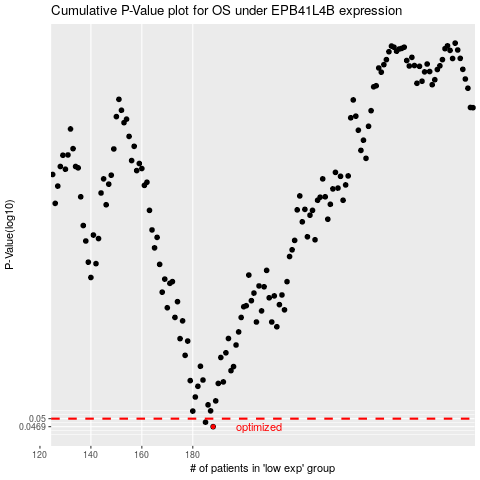 Cumulative P-Value plot for OS under EPB41L4B expression
P-Value(log10)
0.05
0.0469
optimized
120 140 160 180
# of patients in 'low exp' group